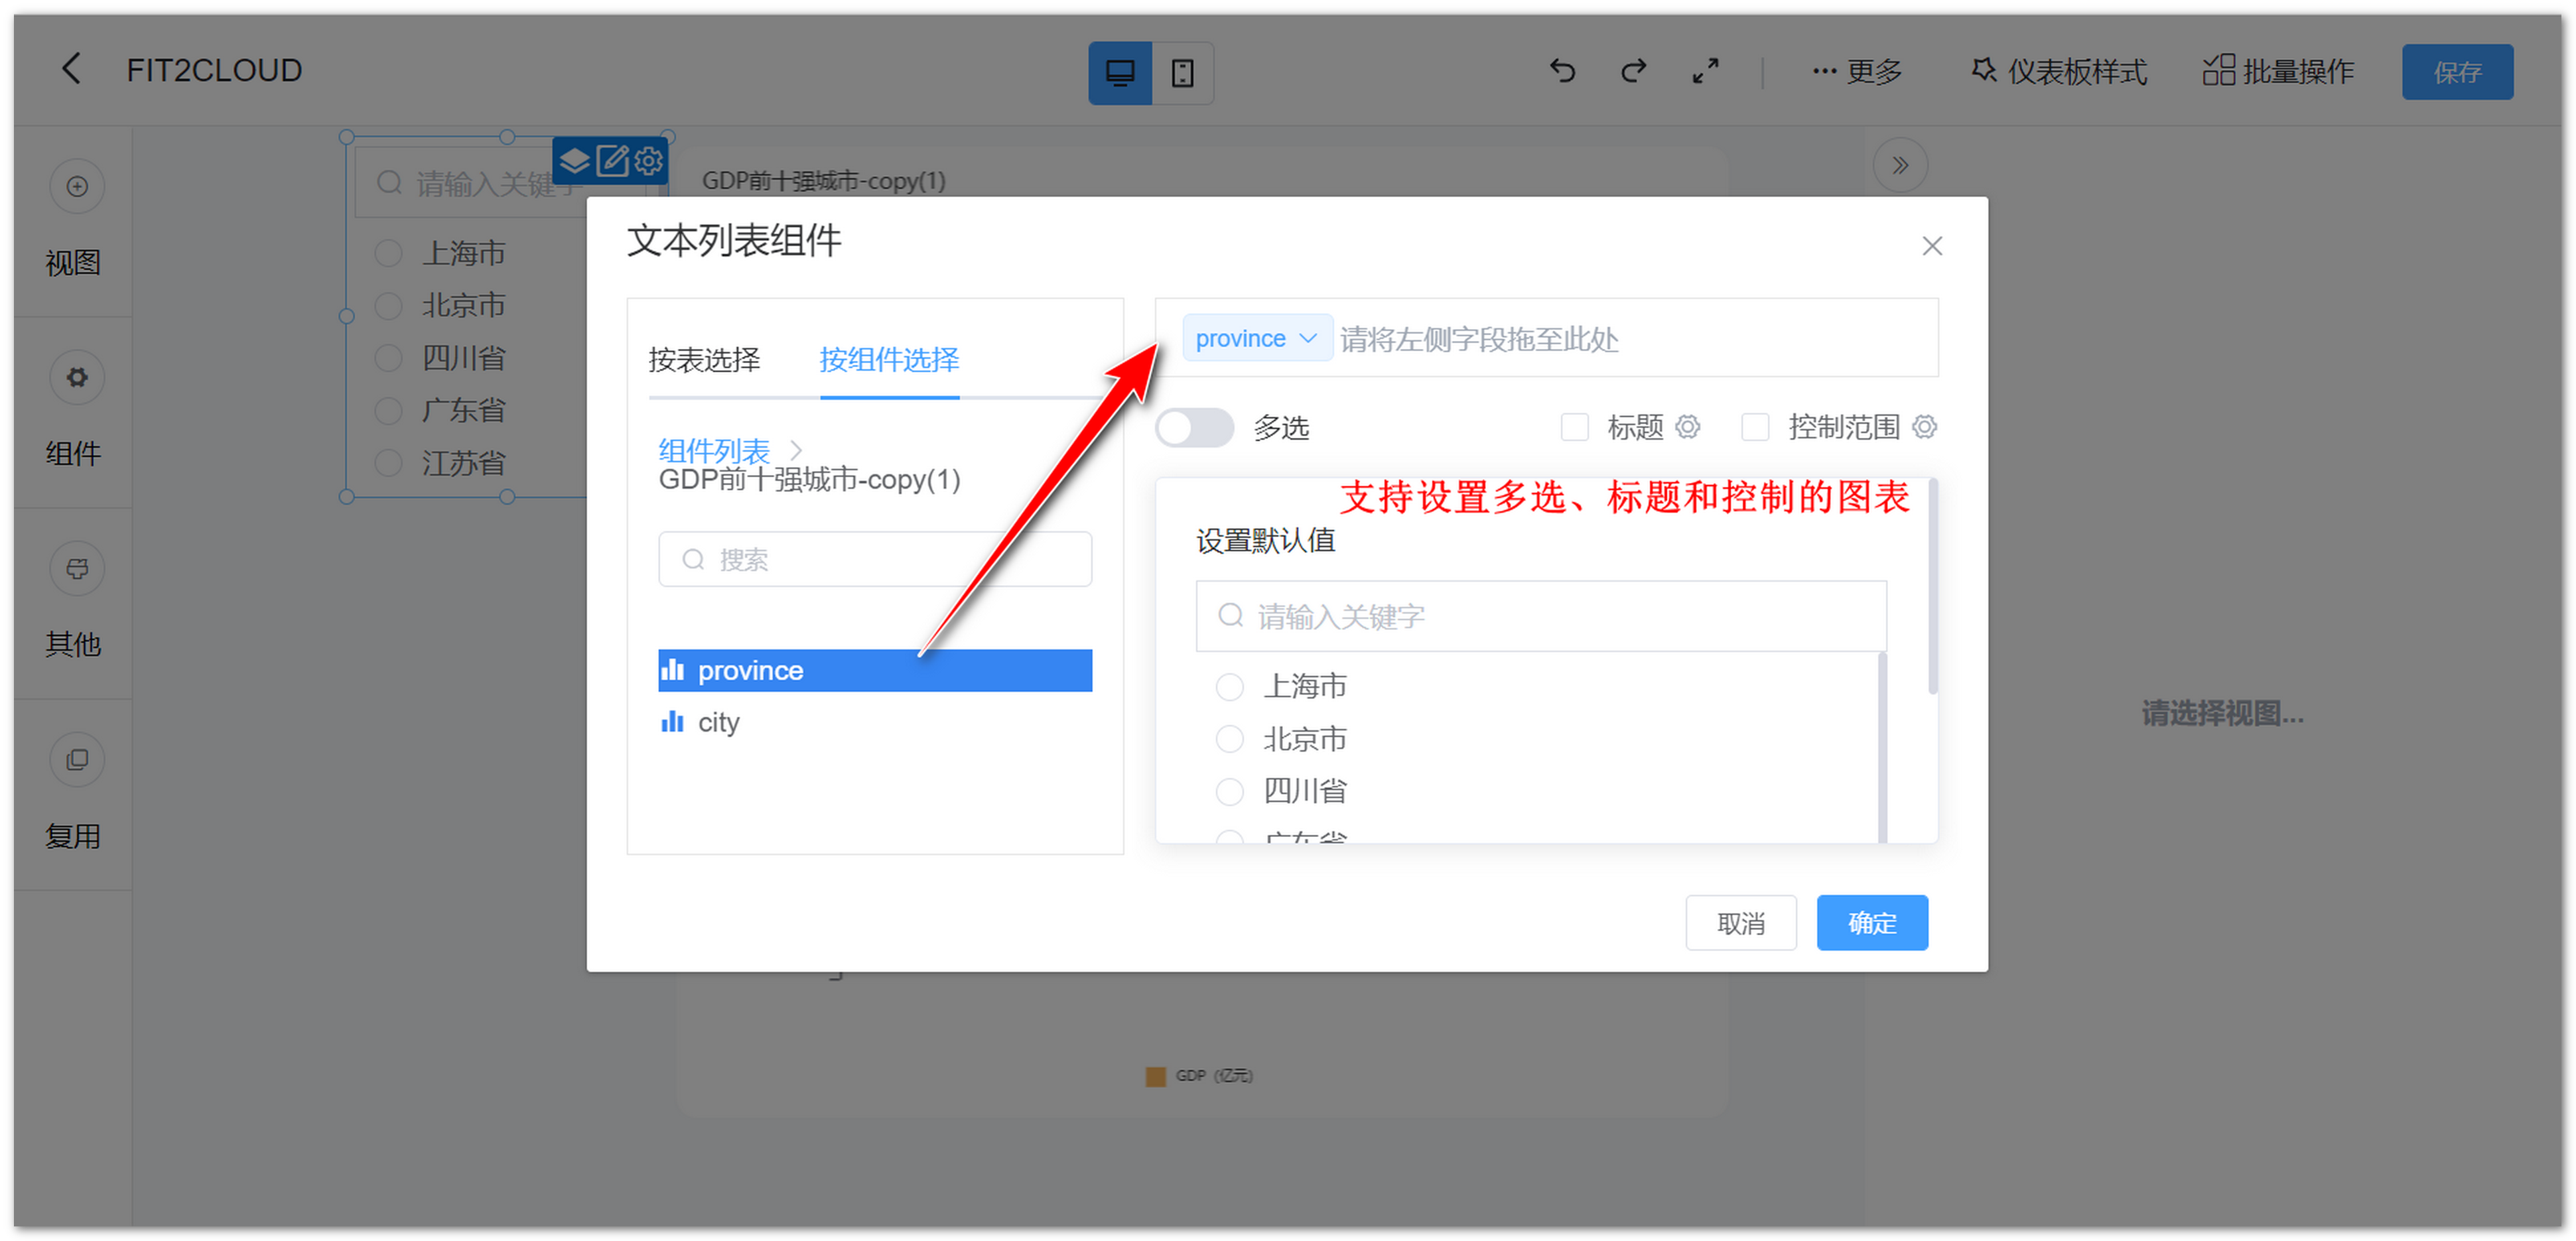 FIT2CLOUD
更多
仪表板样式
批量操作
保存
视图
组件
其他
复用
请输入关键字
上海市
北京市
四川省
广东省
江苏省
GDP前十强城市-copy(1)
文本列表组件
按表选择
按组件选择
组件列表
GDP前十强城市-copy(1)
搜索
province
city
province 请将左侧字段拖至此处
多选
标题
控制范围
支持设置多选、标题和控制的图表
设置默认值
请输入关键字
上海市
北京市
四川省
广东省
取消
确定
请选择视图...
GDP（亿元）